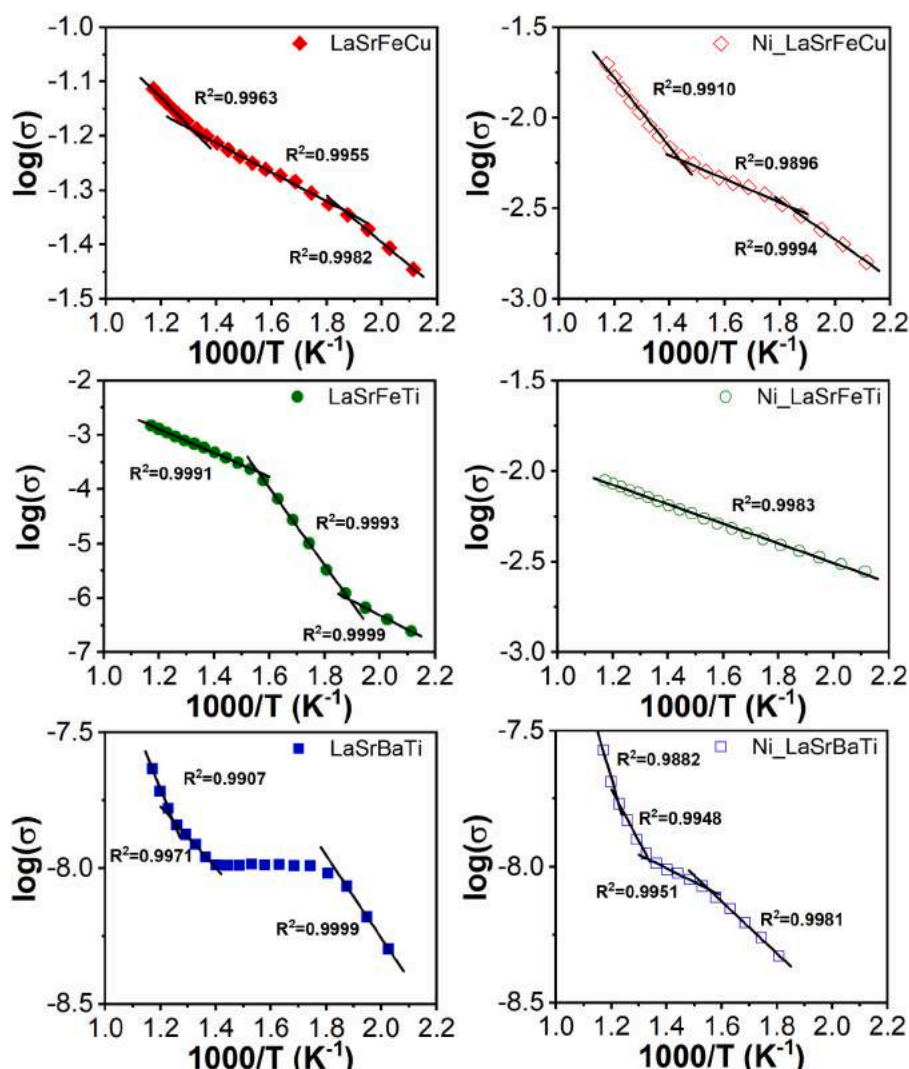 LaSrFeCu
R²=0.9963
R²=0.9955
R²=0.9982
log(σ)
-1.0
-1.1
-1.2
-1.3
-1.4
-1.5
1.0 1.2 1.4 1.6 1.8 2.0 2.2
1000/T (K⁻¹)
Ni_LaSrFeCu
R²=0.9910
R²=0.9896
R²=0.9994
log(σ)
-1.5
-2.0
-2.5
-3.0
1.0 1.2 1.4 1.6 1.8 2.0 2.2
1000/T (K⁻¹)
LaSrFeTi
R²=0.9991
R²=0.9993
R²=0.9999
log(σ)
-2
-3
-4
-5
-6
-7
1.0 1.2 1.4 1.6 1.8 2.0 2.2
1000/T (K⁻¹)
Ni_LaSrFeTi
R²=0.9983
log(σ)
-1.5
-2.0
-2.5
-3.0
1.0 1.2 1.4 1.6 1.8 2.0 2.2
1000/T (K⁻¹)
LaSrBaTi
R²=0.9907
R²=0.9971
R²=0.9999
log(σ)
-7.5
-8.0
-8.5
1.0 1.2 1.4 1.6 1.8 2.0 2.2
1000/T (K⁻¹)
Ni_LaSrBaTi
R²=0.9882
R²=0.9948
R²=0.9951
R²=0.9981
log(σ)
-7.5
-8.0
-8.5
1.0 1.2 1.4 1.6 1.8 2.0 2.2
1000/T (K⁻¹)